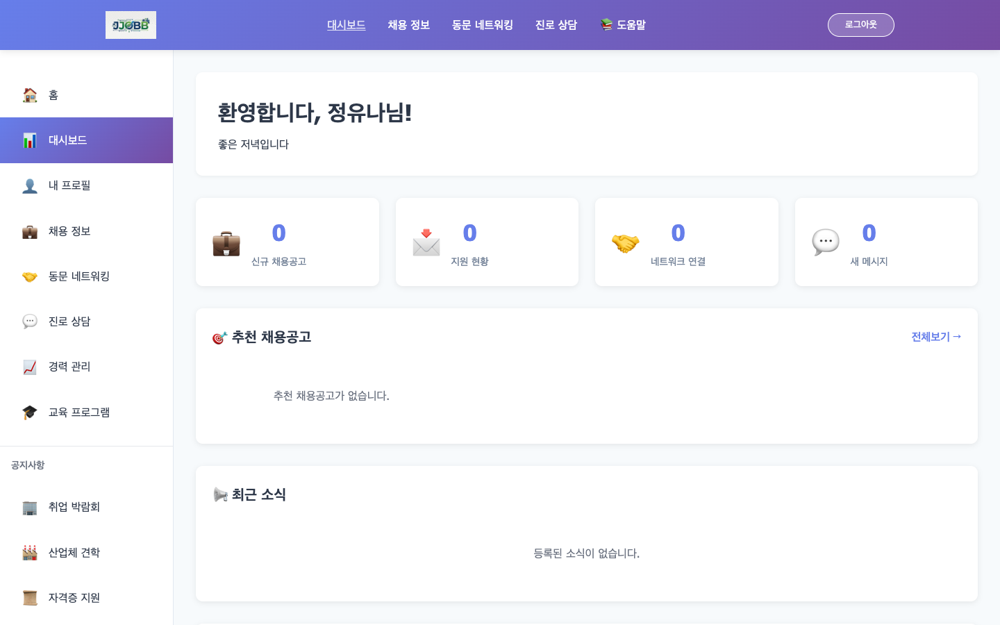 JJOBB
대시보드
채용 정보
동문 네트워킹
진로 상담
도움말
로그아웃
홈
대시보드
내 프로필
채용 정보
동문 네트워킹
진로 상담
경력 관리
교육 프로그램
공지사항
취업 박람회
산업체 견학
자격증 지원
환영합니다, 정유나님!
좋은 저녁입니다
0
신규 채용공고
0
지원 현황
0
네트워크 연결
0
새 메시지
추천 채용공고
전체보기 →
추천 채용공고가 없습니다.
최근 소식
등록된 소식이 없습니다.